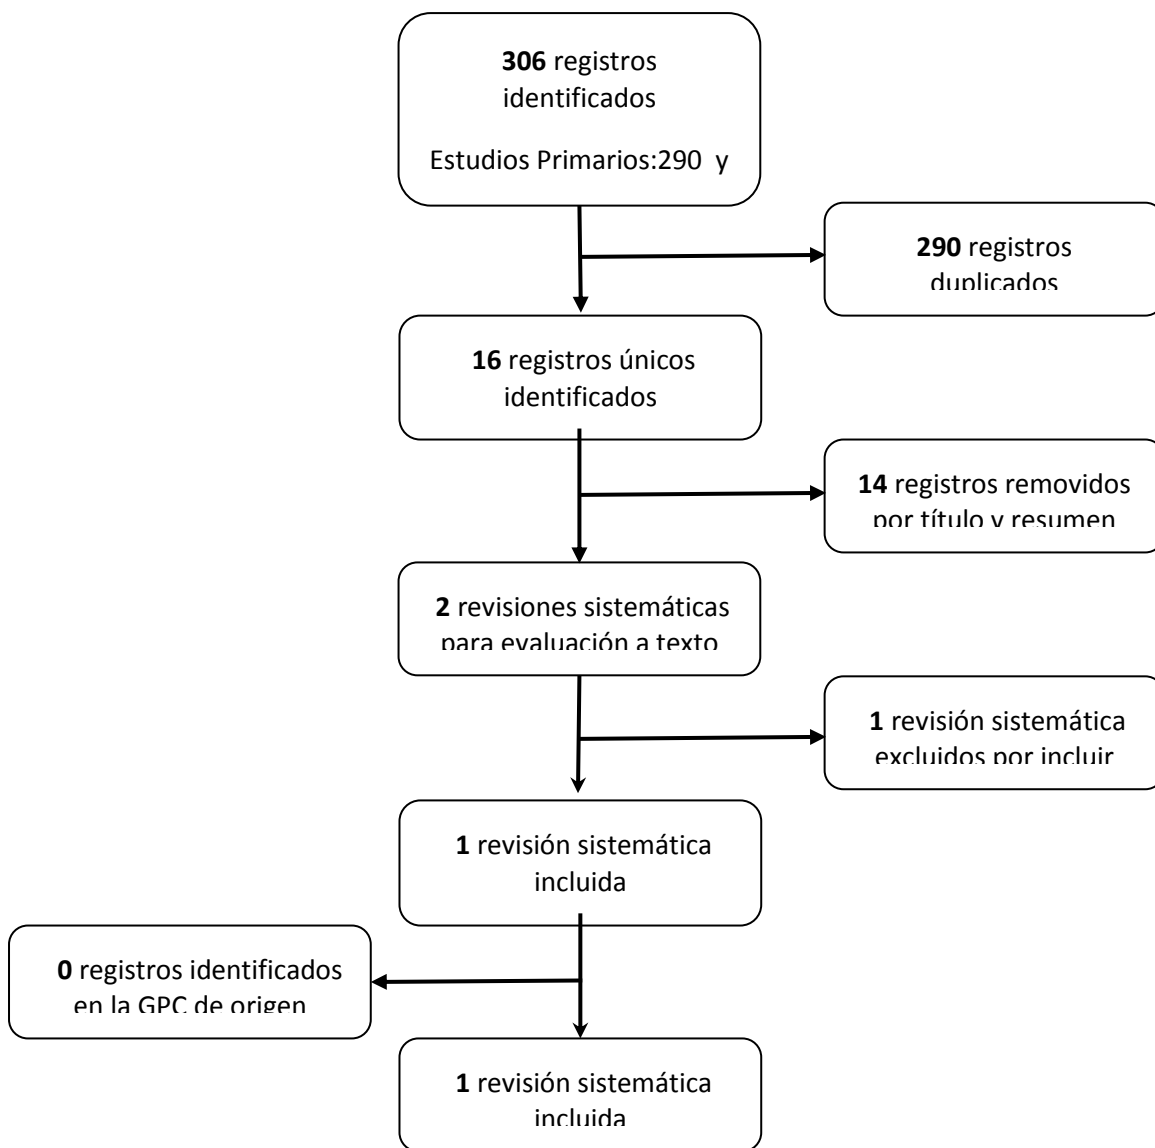 306 registros
identificados
Estudios Primarios:290 y
290 registros
duplicados
16 registros únicos
identificados
14 registros removidos
por título y resumen
2 revisiones sistemáticas
para evaluación a texto
1 revisión sistemática
excluidos por incluir
1 revisión sistemática
incluida
0 registros identificados
en la GPC de origen
1 revisión sistemática
incluida